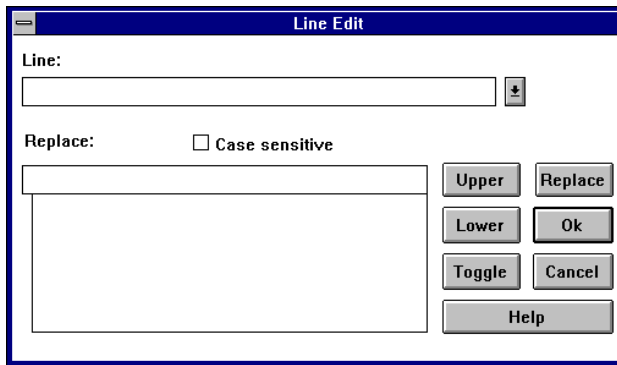 Line Edit
Line:
Replace:
Case sensitive
Upper
Replace
Lower
Ok
Toggle
Cancel
Help